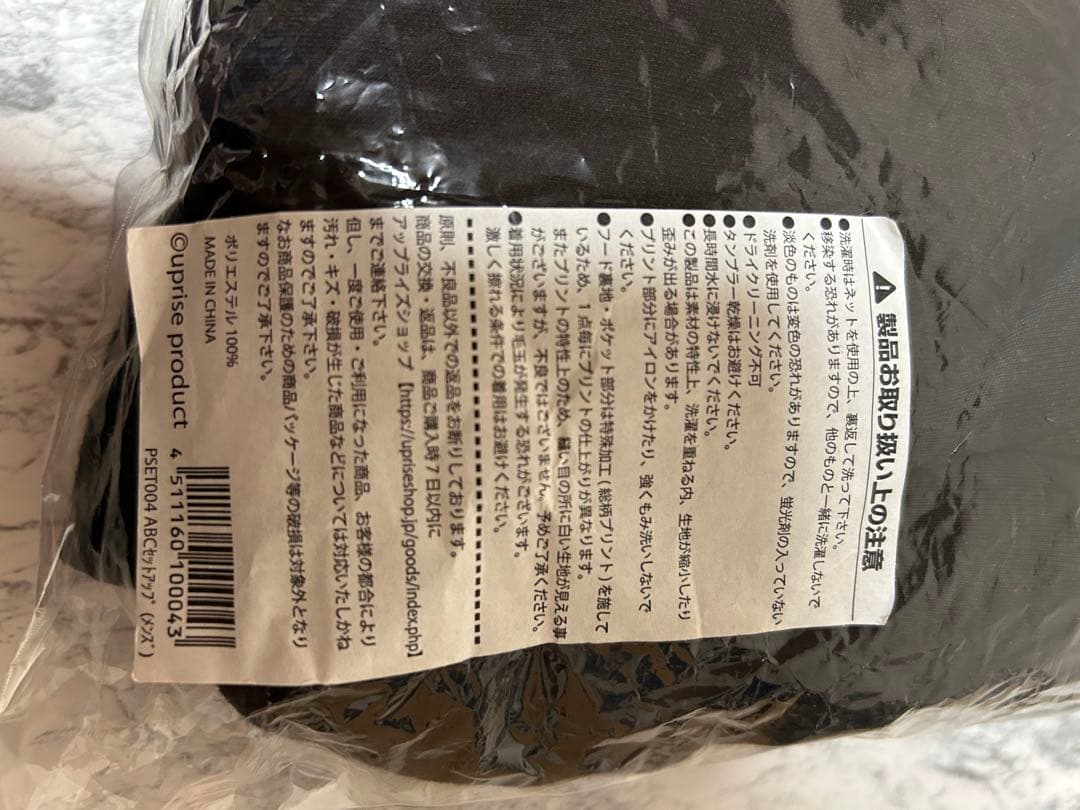 ⚠ 製品お取り扱い上の注意
●洗濯時はネットを使用の上、裏返して洗って下さい。
●移染する恐れがありますので、他のものと一緒に洗濯しないで
ください。
●淡色のものは変色の恐れがありますので、蛍光剤の入っていない
洗剤を使用してください。
●ドライクリーニング不可
●タンブラー乾燥はお避けください。
●長時間水に浸けないでください。
●この製品は素材の特性上、洗濯を重ねる内、生地が縮小したり
歪みが出る場合があります。
●プリント部分にアイロンをかけたり、強くもみ洗いしないで
ください。
●フード裏地・ポケット部分は特殊加工(総柄プリント)を施して
いるため、1点毎にプリントの仕上がりが異なります。
またプリントの特性上のため、縫い目の所に白い生地が見える事
がございますが、不良ではございません。予めご了承ください。
●着用状況により毛玉が発生する恐れがございます。
激しく擦れる条件での着用はお避けください。
原則、不良品以外での返品をお断りしております。
商品の交換・返品は、商品ご購入時7日以内に
アップライズショップ【https://upriseshop.jp/goods/index.php】
までご連絡下さい。
但し、一度ご使用・ご利用になった商品、お客様の都合により
汚れ・キズ・破損が生じた商品などについては対応いたしかね
ますのでご了承下さい。
なお商品保護のための商品パッケージ等の破損は対象外となり
ますのでご了承下さい。
ポリエステル 100%
MADE IN CHINA
©uprise product
4 511160 100043
PSET004 ABCｾｯﾄｱｯﾌﾟ (ﾒﾝｽﾞ)